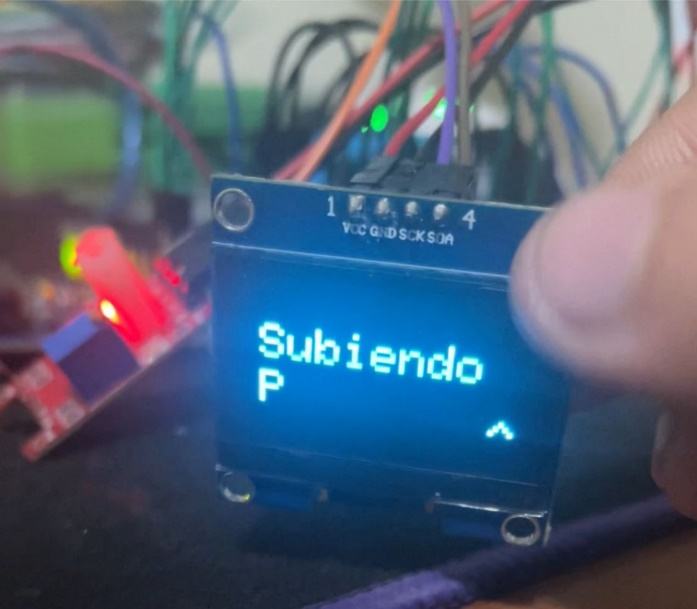 1 4
VCC GND SCK SDA
Subiendo
P
^